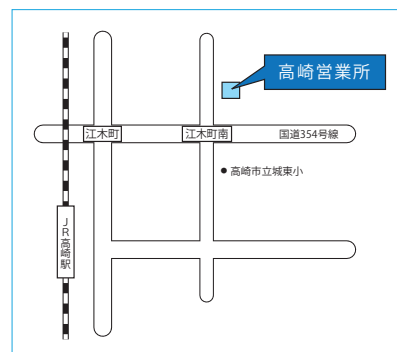 高崎営業所
江木町
江木町南
国道354号線
高崎市立城東小
JR高崎駅